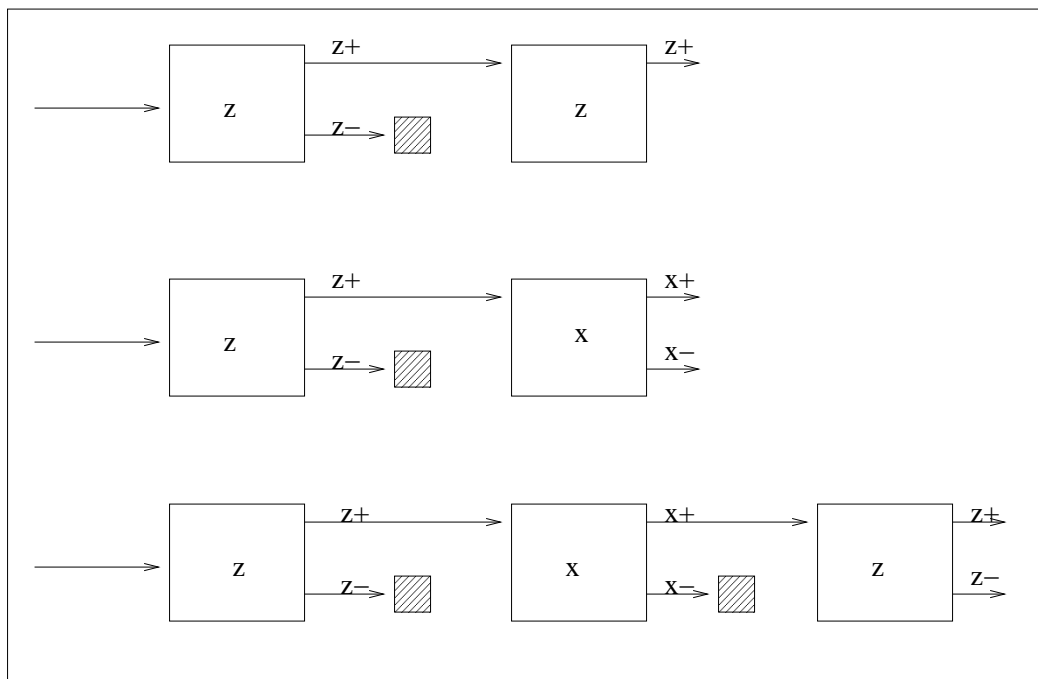 z+ z+
z z
z−
z+ x+
z x
z− x−
z+ x+ z+
z x z
z− x− z−